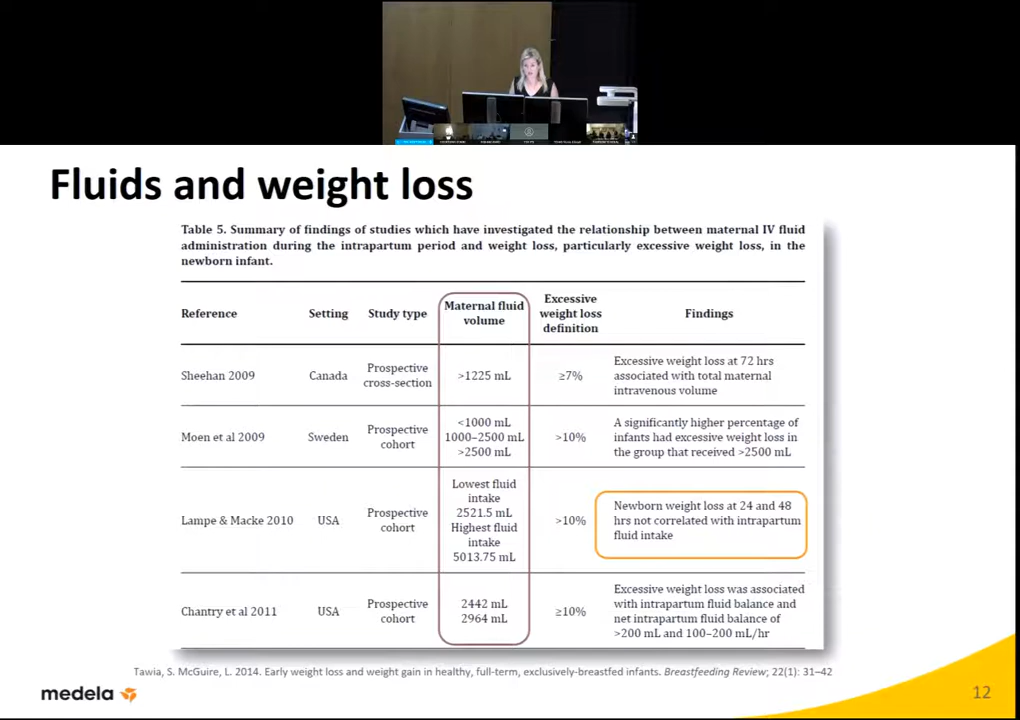 Fluids and weight loss
Table 5. Summary of findings of studies which have investigated the relationship between maternal IV fluid
administration during the intrapartum period and weight loss, particularly excessive weight loss, in the
newborn infant.
Reference
Setting
Study type
Maternal fluid
volume
Excessive
weight loss
definition
Findings
Sheehan 2009
Canada
Prospective
cross-section
>1225 mL
≥7%
Excessive weight loss at 72 hrs
associated with total maternal
intravenous volume
Moen et al 2009
Sweden
Prospective
cohort
<1000 mL
1000–2500 mL
>2500 mL
>10%
A significantly higher percentage of
infants had excessive weight loss in
the group that received >2500 mL
Lampe & Macke 2010
USA
Prospective
cohort
Lowest fluid
intake
2521.5 mL
Highest fluid
intake
5013.75 mL
>10%
Newborn weight loss at 24 and 48
hrs not correlated with intrapartum
fluid intake
Chantry et al 2011
USA
Prospective
cohort
2442 mL
2964 mL
≥10%
Excessive weight loss was associated
with intrapartum fluid balance and
net intrapartum fluid balance of
>200 mL and 100–200 mL/hr
Tawia, S. McGuire, L. 2014. Early weight loss and weight gain in healthy, full-term, exclusively-breastfed infants. Breastfeeding Review; 22(1): 31–42
medela
12